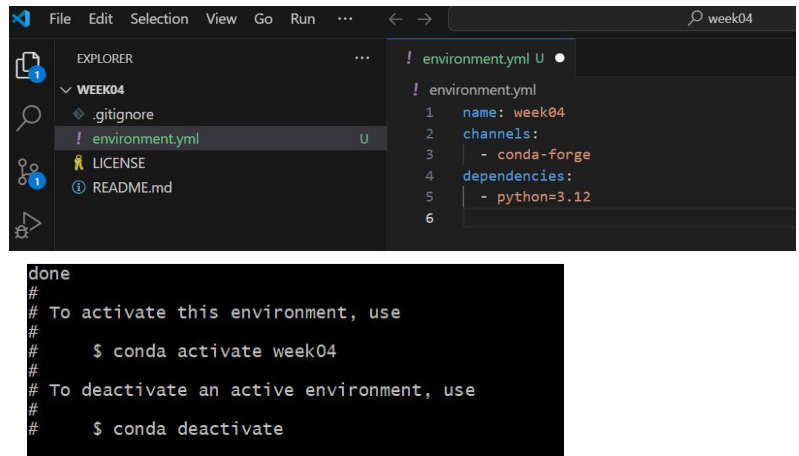 File Edit Selection View Go Run ··· ← → week04
EXPLORER ···
WEEK04
.gitignore
! environment.yml U
LICENSE
README.md
1
1
! environment.yml U ●
! environment.yml
1 name: week04
2 channels:
3 - conda-forge
4 dependencies:
5 - python=3.12
6
done
#
# To activate this environment, use
#
# $ conda activate week04
#
# To deactivate an active environment, use
#
# $ conda deactivate